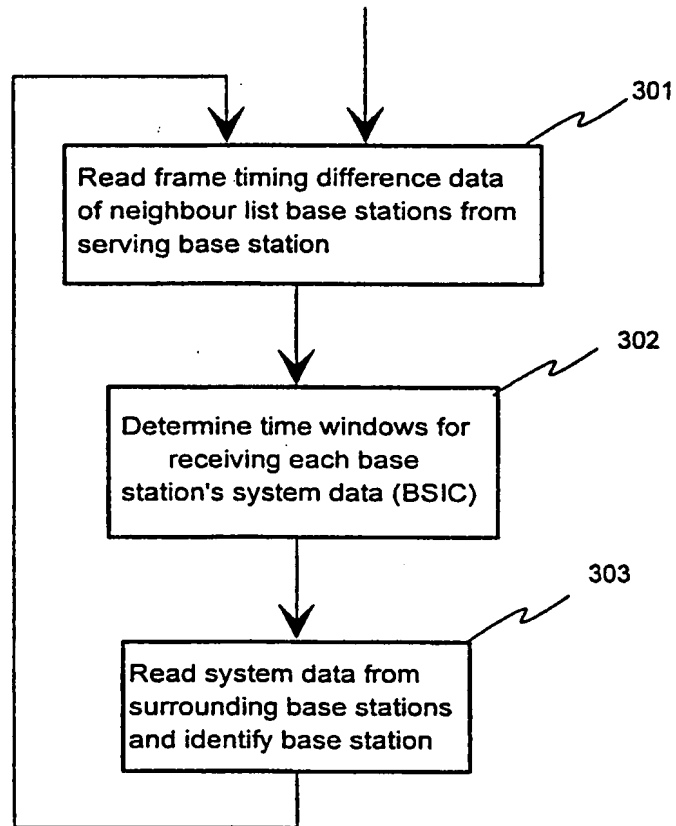 301
Read frame timing difference data
of neighbour list base stations from
serving base station
302
Determine time windows for
receiving each base
station's system data (BSIC)
303
Read system data from
surrounding base stations
and identify base station